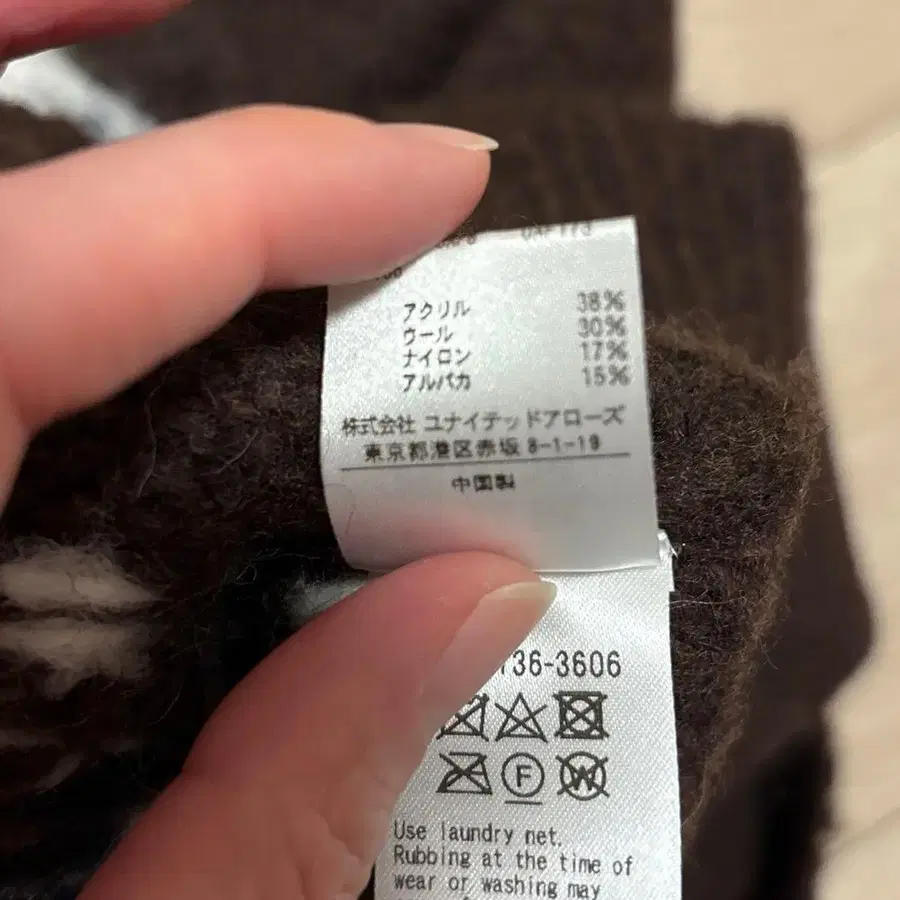 アクリル 38%
ウール 30%
ナイロン 17%
アルパカ 15%
株式会社 ユナイテッドアローズ
東京都港区赤坂 8-1-19
中国製
736-3606
F
W
Use laundry net.
Rubbing at the time of
wear or washing may